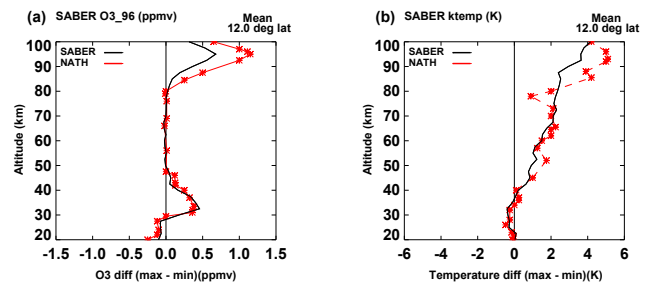 (a) SABER O3_96 (ppmv)
Mean
12.0 deg lat
SABER
NATH
100
90
80
70
60
50
40
30
20
Altitude (km)
-1.5 -1.0 -0.5 0.0 0.5 1.0 1.5
O3 diff (max - min)(ppmv)
(b) SABER ktemp (K)
Mean
12.0 deg lat
SABER
NATH
100
90
80
70
60
50
40
30
20
Altitude (km)
-6 -4 -2 0 2 4 6
Temperature diff (max - min)(K)